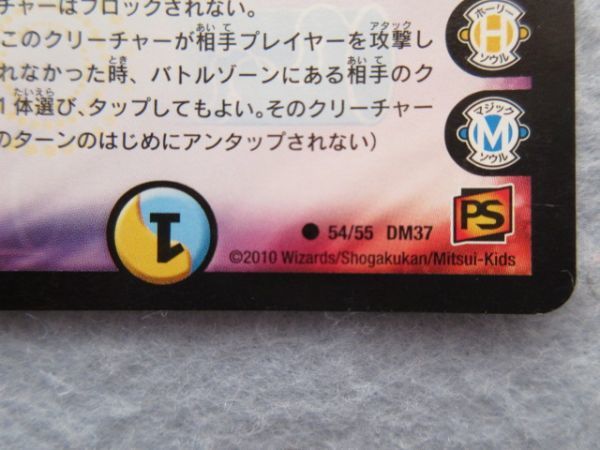 チャーはブロックされない。
このクリーチャーが相手プレイヤーを攻撃し
れなかった時、バトルゾーンにある相手のク
1体選び、タップしてもよい。そのクリーチャー
のターンのはじめにアンタップされない）
ホーリー
H
ソウル
マジック
M
ソウル
1
● 54/55 DM37
PS
©2010 Wizards/Shogakukan/Mitsui-Kids